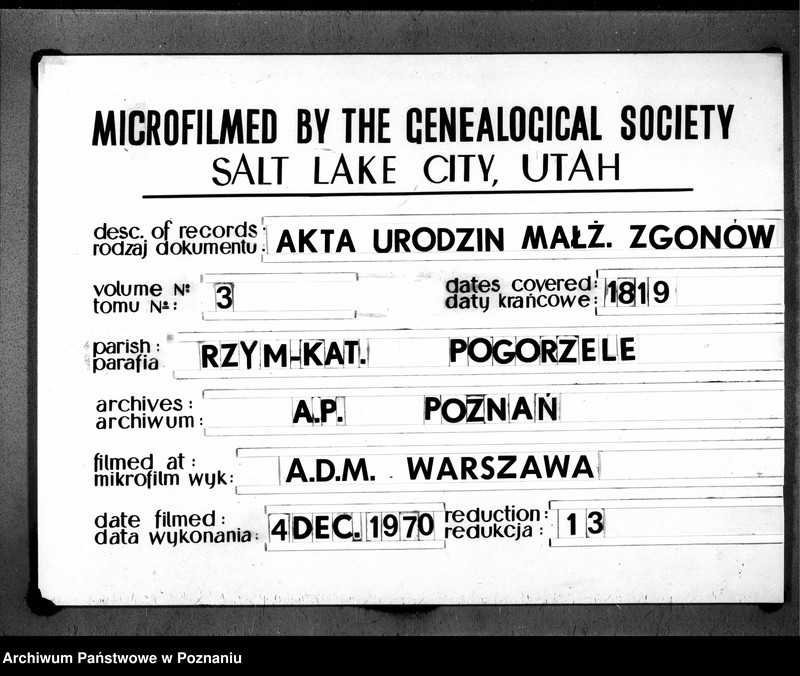 MICROFILMED BY THE GENEALOGICAL SOCIETY
SALT LAKE CITY, UTAH
desc. of records: AKTA URODZIN MAŁŻ. ZGONÓW
rodzaj dokumentu:
volume №: 3 dates covered: 1819
tomu №: daty krańcowe:
parish: RZYM-KAT. POGORZELE
parafia
archives: A.P. POZNAŃ
archiwum:
filmed at: A.D.M. WARSZAWA
mikrofilm wyk:
date filmed: 4 DEC. 1970 reduction: 13
data wykonania: redukcja:
Archiwum Państwowe w Poznaniu